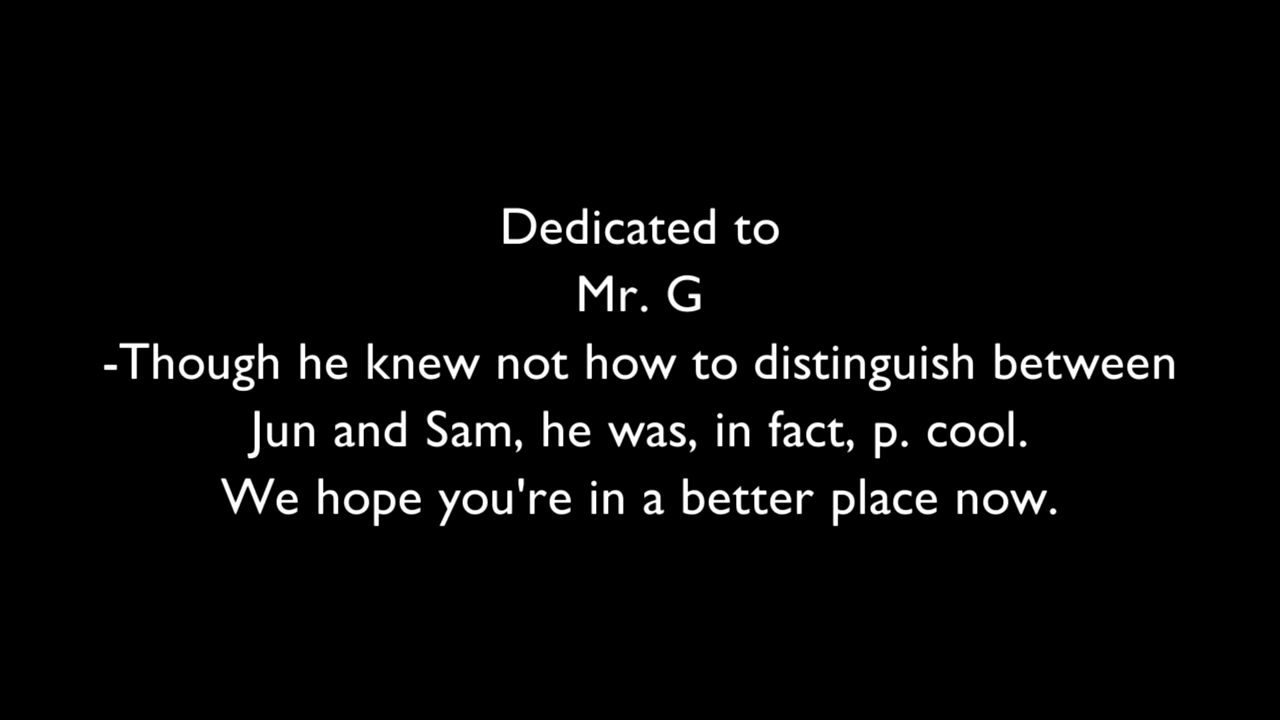 Dedicated to
Mr. G
-Though he knew not how to distinguish between
Jun and Sam, he was, in fact, p. cool.
We hope you're in a better place now.